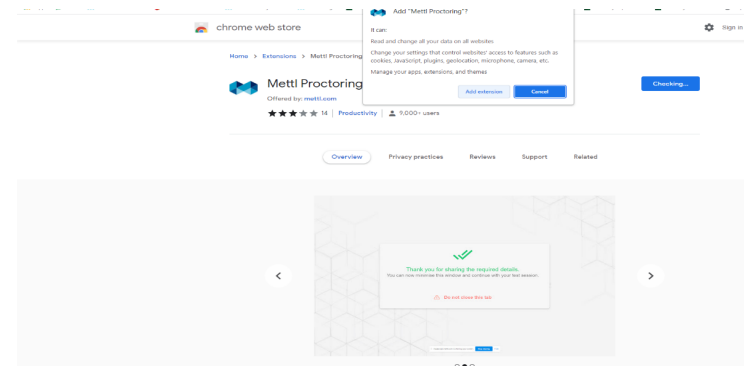 Add "Mettl Proctoring"?
chrome web store
Sign in
It can:
Read and change all your data on all websites
Change your settings that control websites' access to features such as
cookies, JavaScript, plugins, geolocation, microphone, camera, etc.
Manage your apps, extensions, and themes
Add extension
Cancel
Home > Extensions > Mettl Proctoring
Mettl Proctoring
Checking...
Offered by: mettl.com
14 | Productivity | 9,000+ users
Overview
Privacy practices
Reviews
Support
Related
Thank you for sharing the required details.
You can now minimise this window and continue with your test session.
Do not close this tab